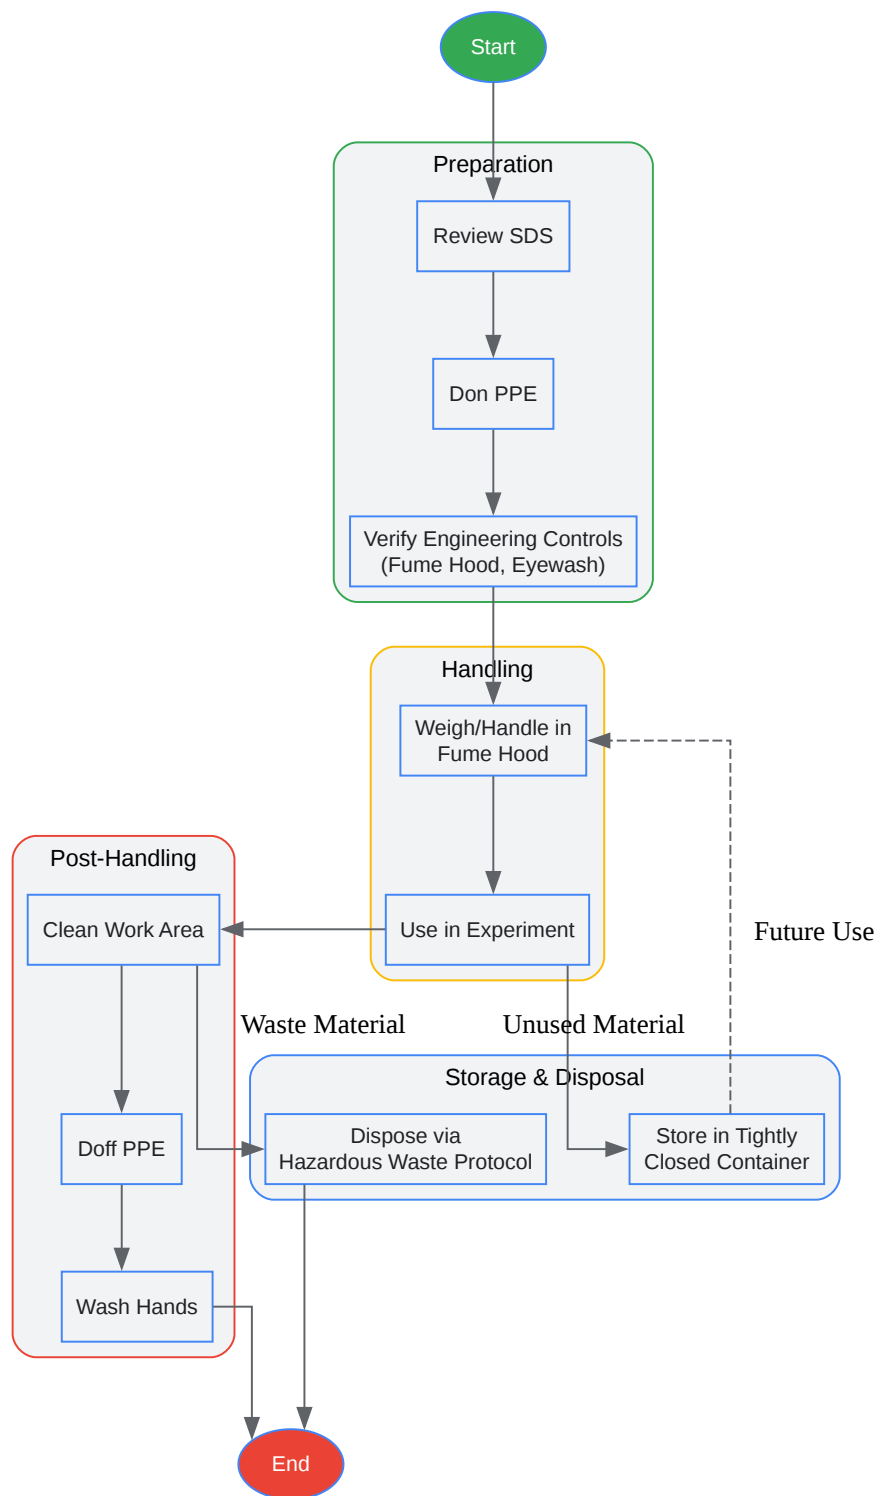 Start
Preparation
Review SDS
Don PPE
Verify Engineering Controls
(Fume Hood, Eyewash)
Handling
Weigh/Handle in
Fume Hood
Post-Handling
Clean Work Area
Use in Experiment
Future Use
Waste Material
Unused Material
Storage & Disposal
Doff PPE
Dispose via
Hazardous Waste Protocol
Store in Tightly
Closed Container
Wash Hands
End